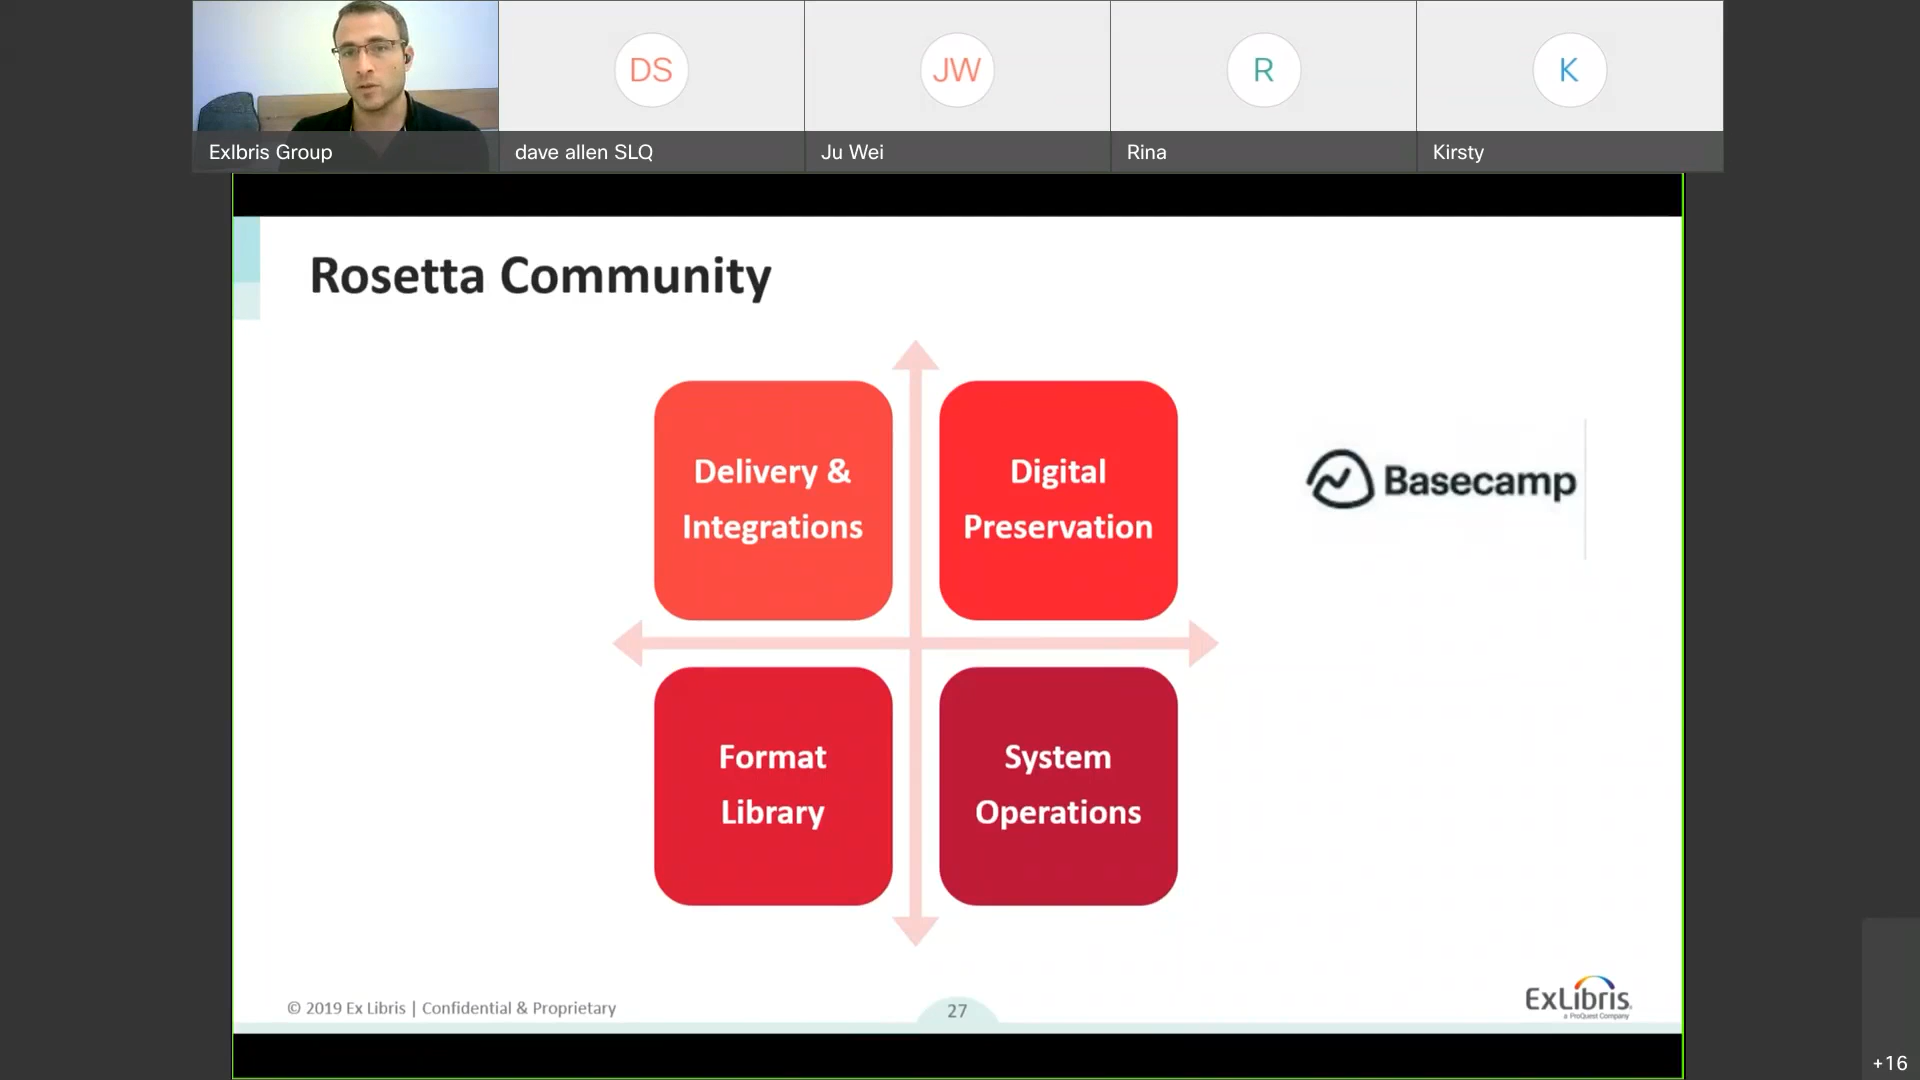 DS
JW
R
K
Exlbris Group
dave allen SLQ
Ju Wei
Rina
Kirsty
Rosetta Community
Delivery &
Integrations
Digital
Preservation
Basecamp
Format
Library
System
Operations
© 2019 Ex Libris | Confidential & Proprietary
27
ExLibris
a ProQuest Company
+16